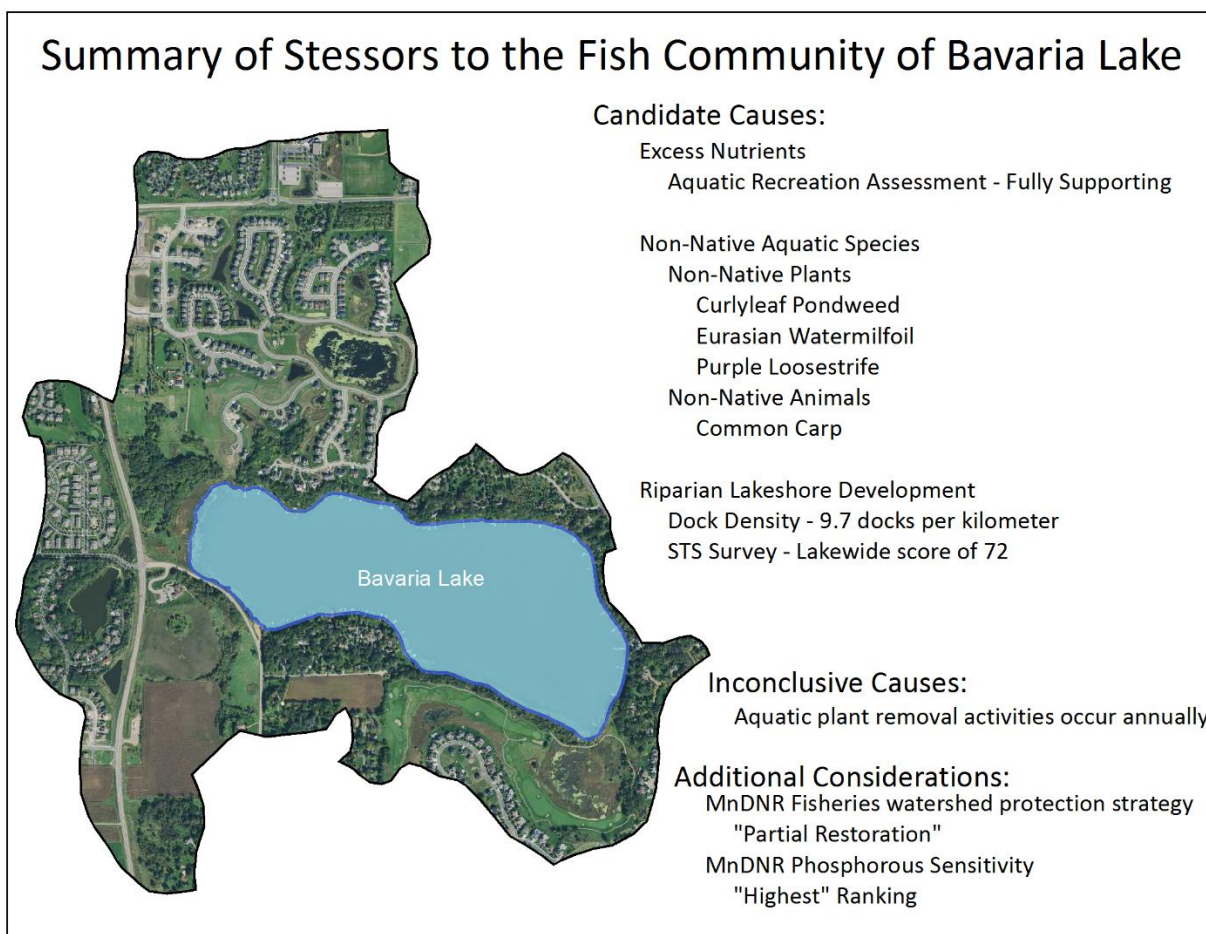 Summary of Stessors to the Fish Community of Bavaria Lake
Candidate Causes:
Excess Nutrients
Aquatic Recreation Assessment - Fully Supporting
Non-Native Aquatic Species
Non-Native Plants
Curlyleaf Pondweed
Eurasian Watermilfoil
Purple Loosestrife
Non-Native Animals
Common Carp
Riparian Lakeshore Development
Dock Density - 9.7 docks per kilometer
STS Survey - Lakewide score of 72
Bavaria Lake
Inconclusive Causes:
Aquatic plant removal activities occur annually
Additional Considerations:
MnDNR Fisheries watershed protection strategy
"Partial Restoration"
MnDNR Phosphorous Sensitivity
"Highest" Ranking